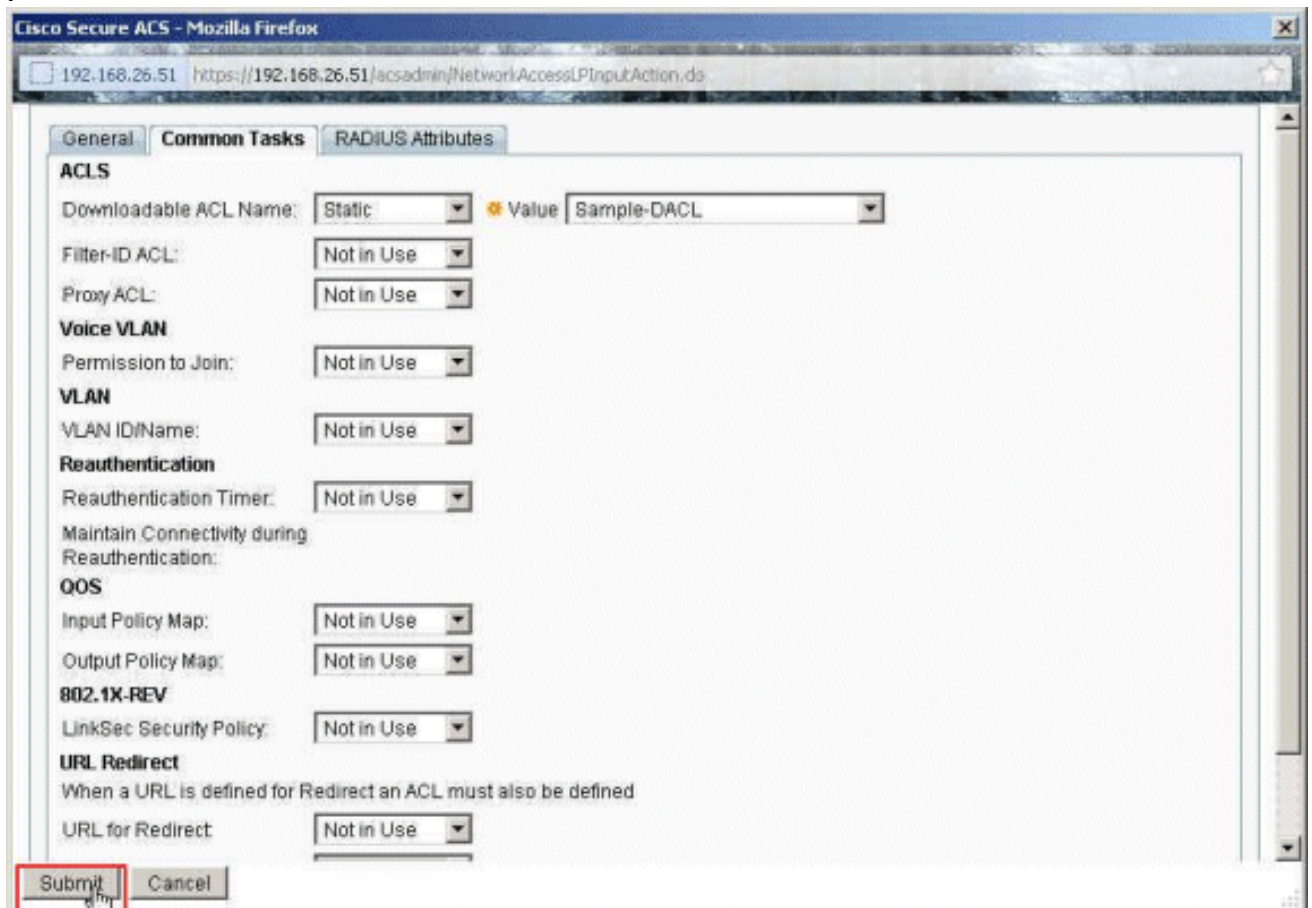 Cisco Secure ACS - Mozilla Firefox
192.168.26.51 https://192.168.26.51/acsadmin/NetworkAccessLPInputAction.do
General Common Tasks RADIUS Attributes
ACLS
Downloadable ACL Name: Static Value Sample-DACL
Filter-ID ACL: Not in Use
Proxy ACL: Not in Use
Voice VLAN
Permission to Join: Not in Use
VLAN
VLAN ID/Name: Not in Use
Reauthentication
Reauthentication Timer: Not in Use
Maintain Connectivity during
Reauthentication:
QOS
Input Policy Map: Not in Use
Output Policy Map: Not in Use
802.1X-REV
LinkSec Security Policy: Not in Use
URL Redirect
When a URL is defined for Redirect an ACL must also be defined
URL for Redirect: Not in Use
Submit Cancel